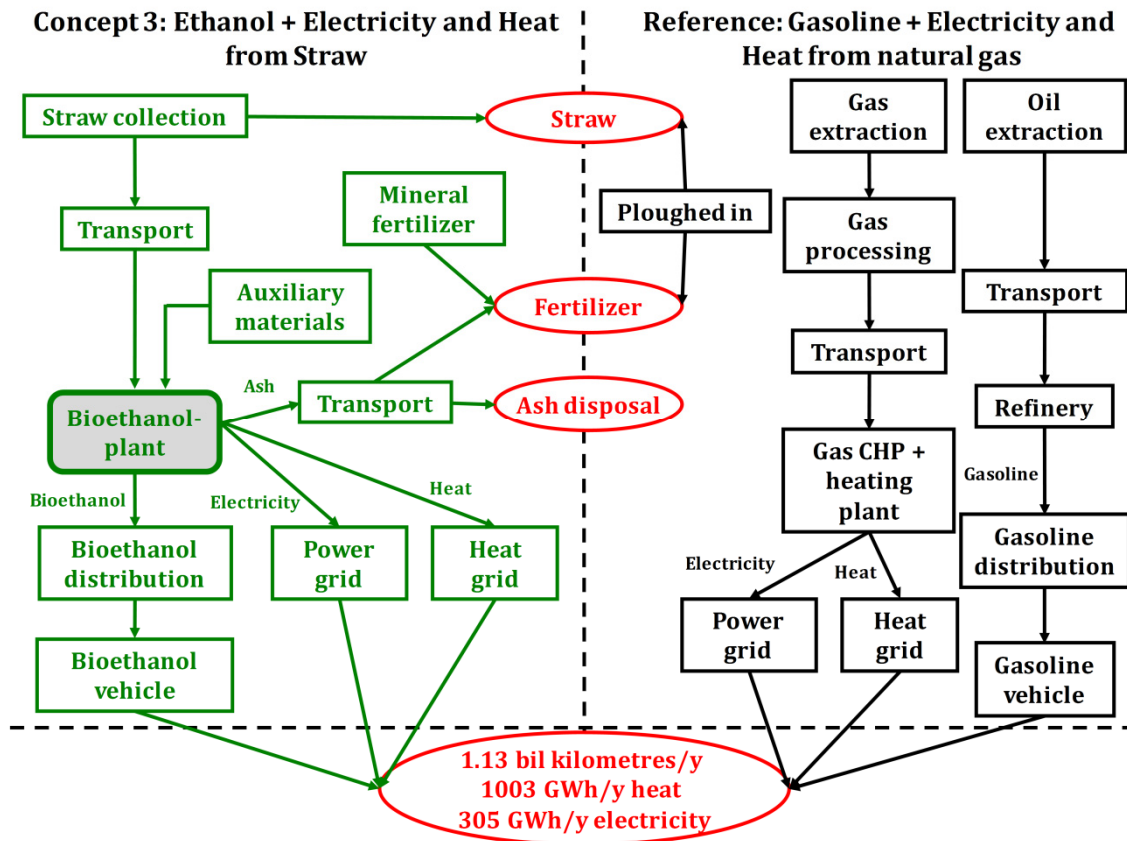 Concept 3: Ethanol + Electricity and Heat
from Straw
Reference: Gasoline + Electricity and
Heat from natural gas
Straw collection
Straw
Gas
extraction
Oil
extraction
Transport
Mineral
fertilizer
Ploughed in
Gas
processing
Auxiliary
materials
Fertilizer
Transport
Transport
Ash
Transport
Ash disposal
Refinery
Bioethanol-
plant
Gas CHP +
heating
plant
Gasoline
Bioethanol
Electricity
Heat
Bioethanol
distribution
Power
grid
Heat
grid
Gasoline
distribution
Electricity
Heat
Power
grid
Heat
grid
Bioethanol
vehicle
Gasoline
vehicle
1.13 bil kilometres/y
1003 GWh/y heat
305 GWh/y electricity